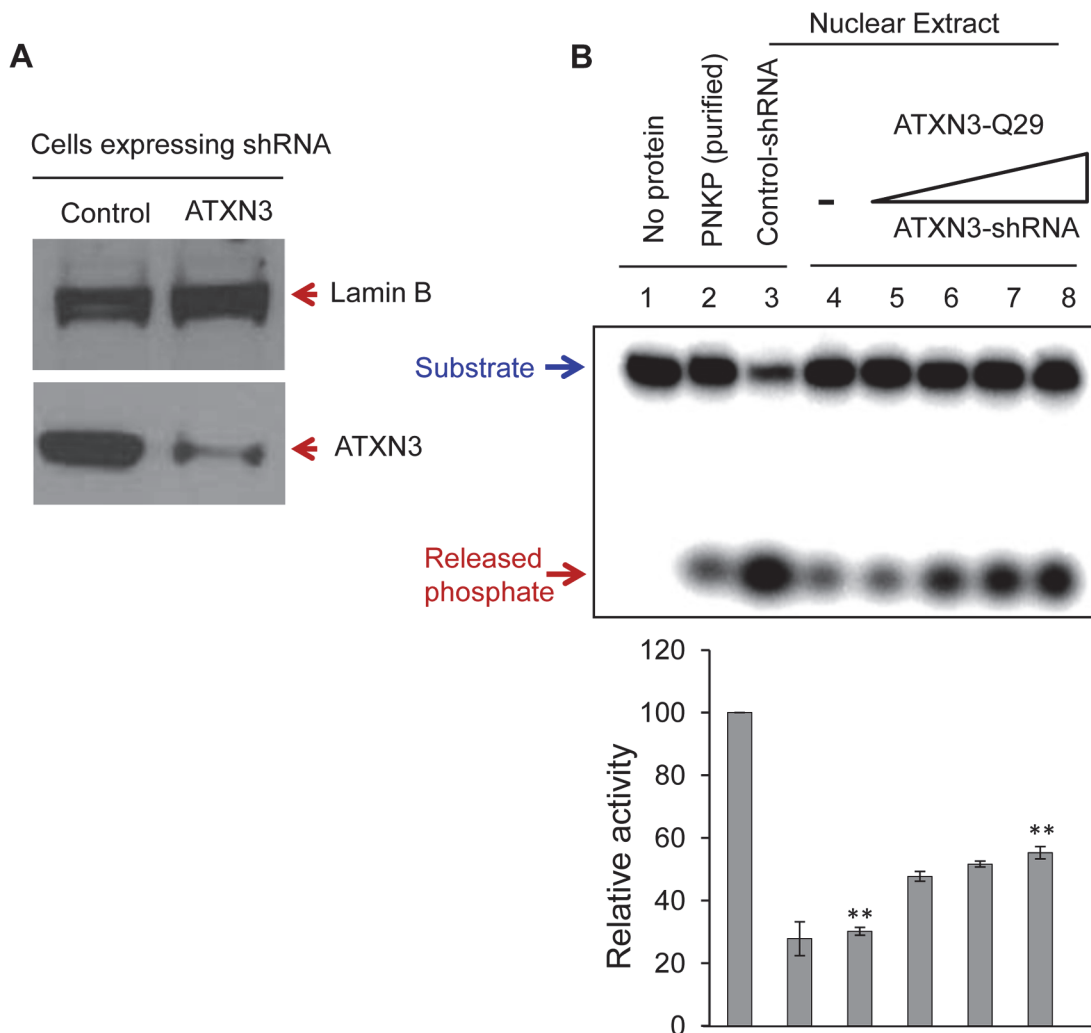 A
Cells expressing shRNA
Control
ATXN3
Lamin B
ATXN3
B
Nuclear Extract
No protein
PNKP (purified)
Control-shRNA
ATXN3-Q29
-
ATXN3-shRNA
1 2 3 4 5 6 7 8
Substrate
Released
phosphate
Relative activity
120
100
80
60
40
20
0
**
**